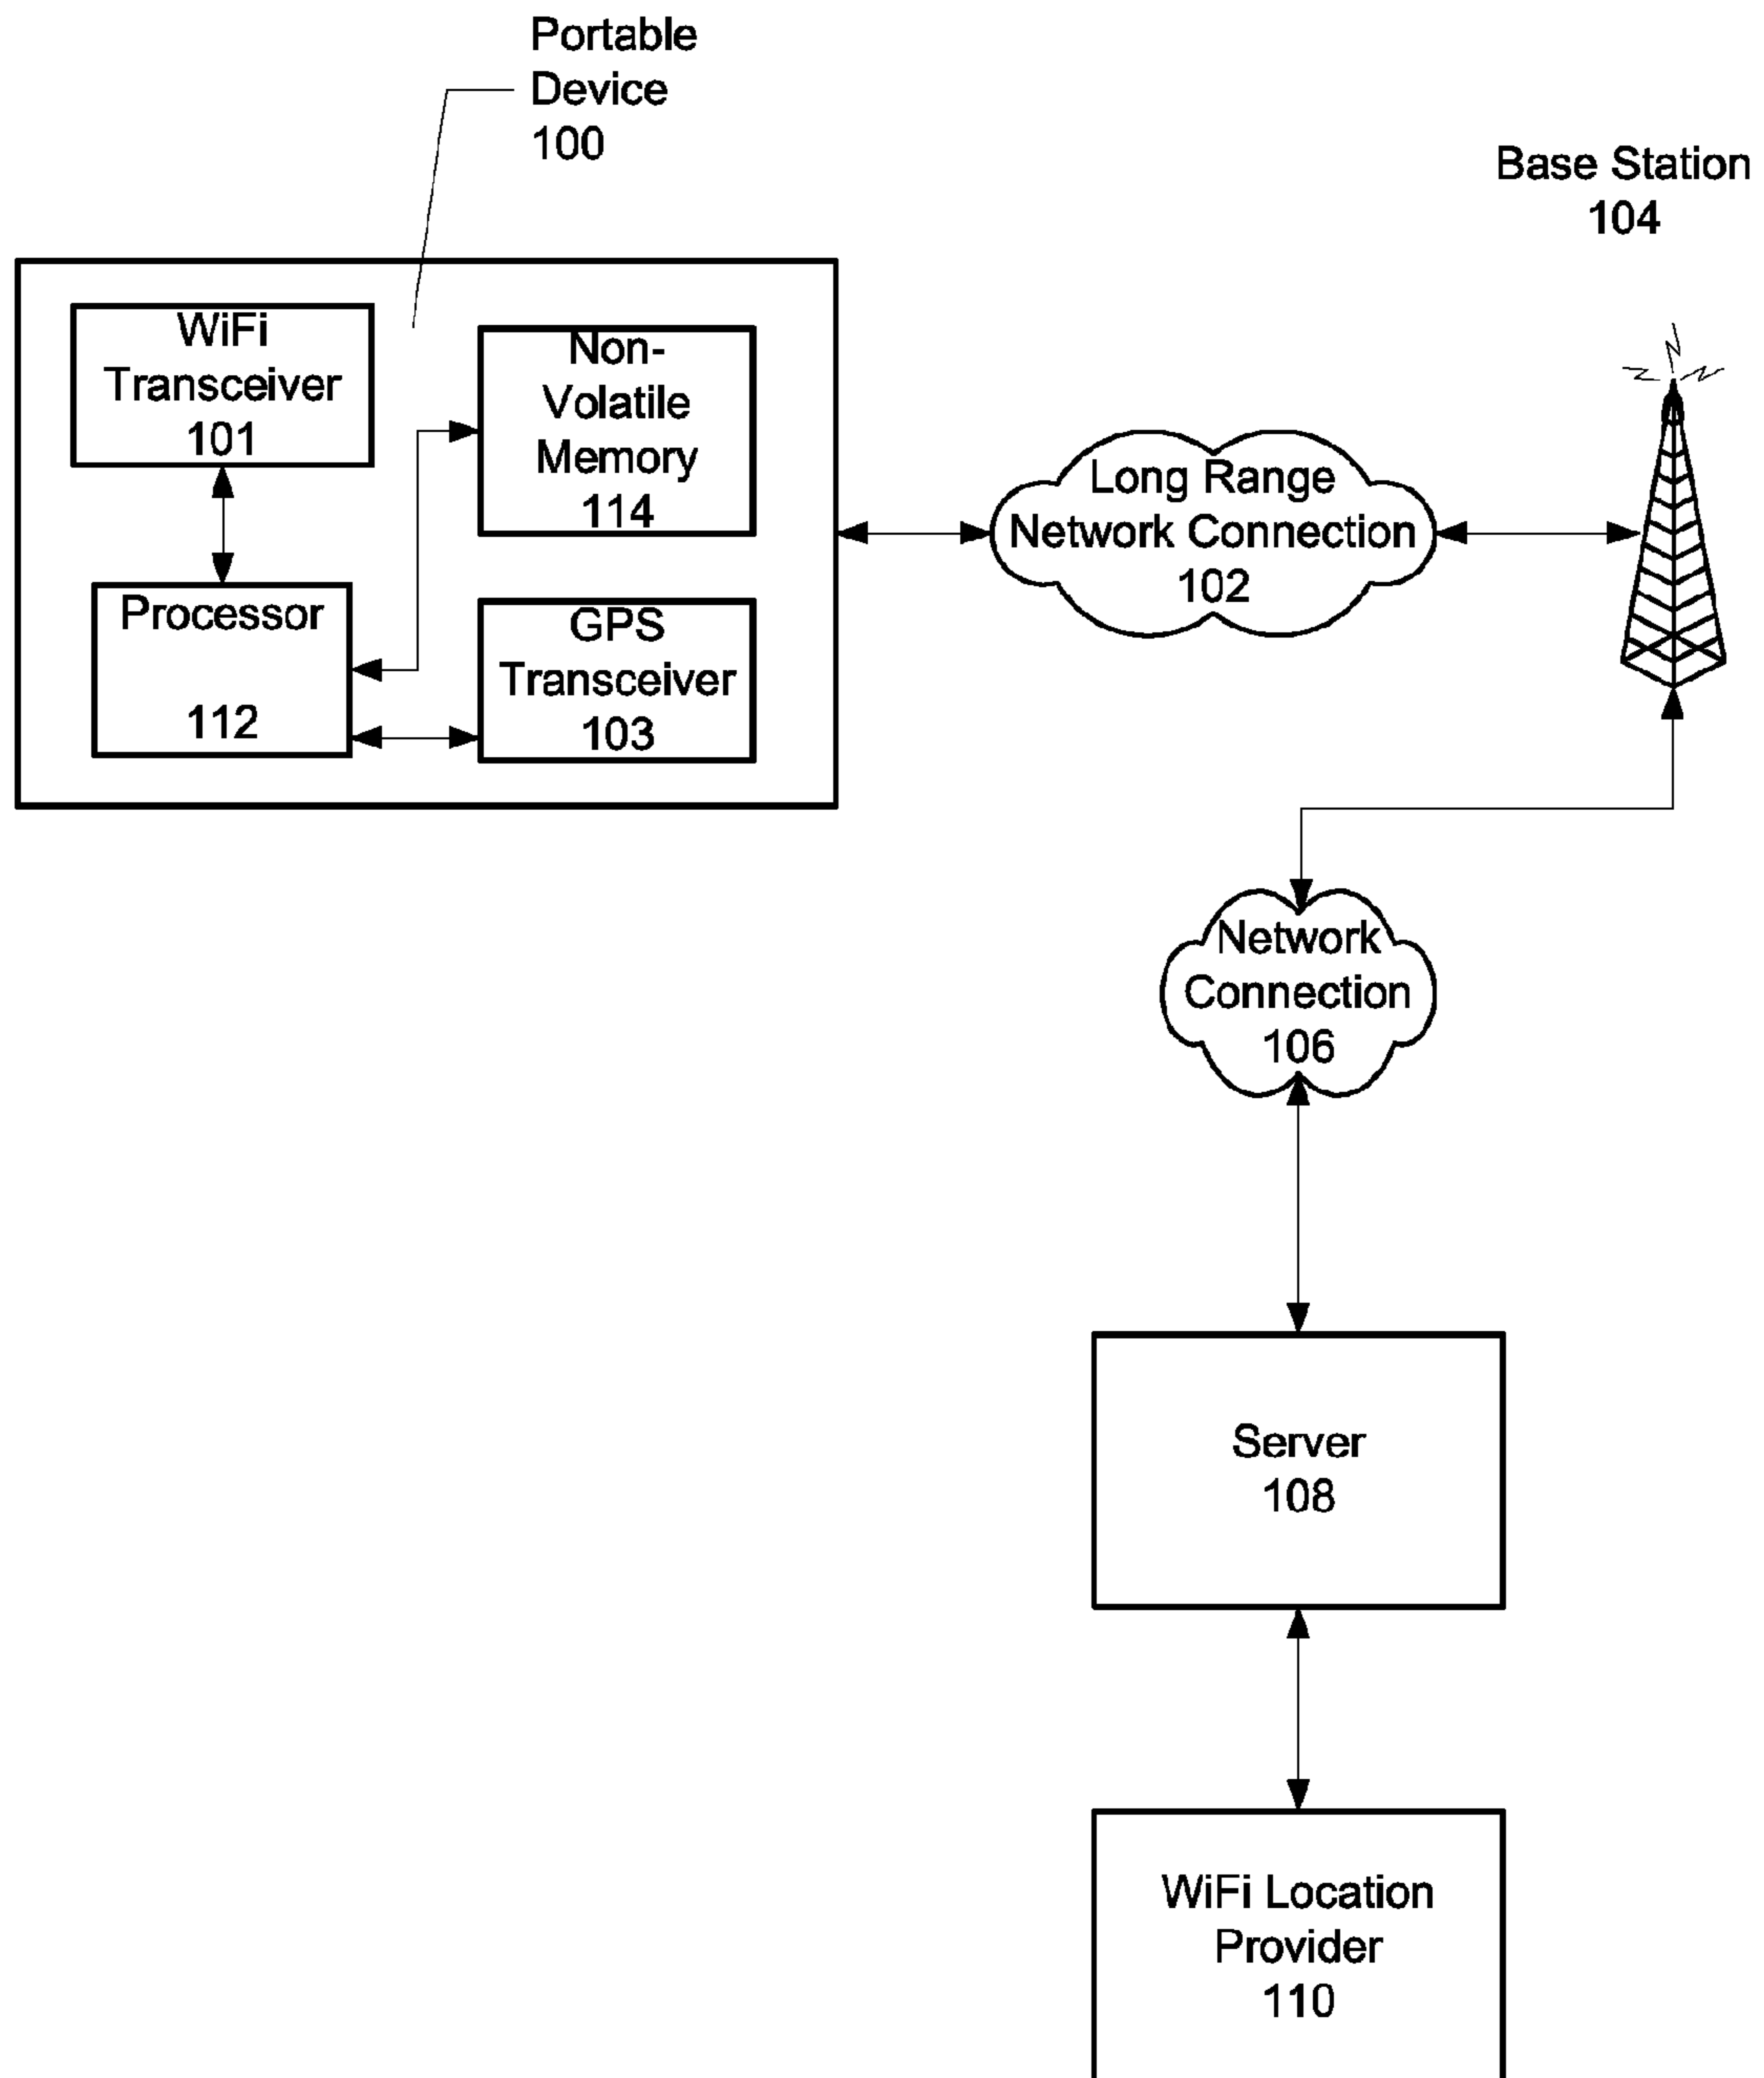 Portable
Device
100
Base Station
104
WiFi
Transceiver
101
Non-
Volatile
Memory
114
Processor
112
GPS
Transceiver
103
Long Range
Network Connection
102
Network
Connection
106
Server
108
WiFi Location
Provider
110